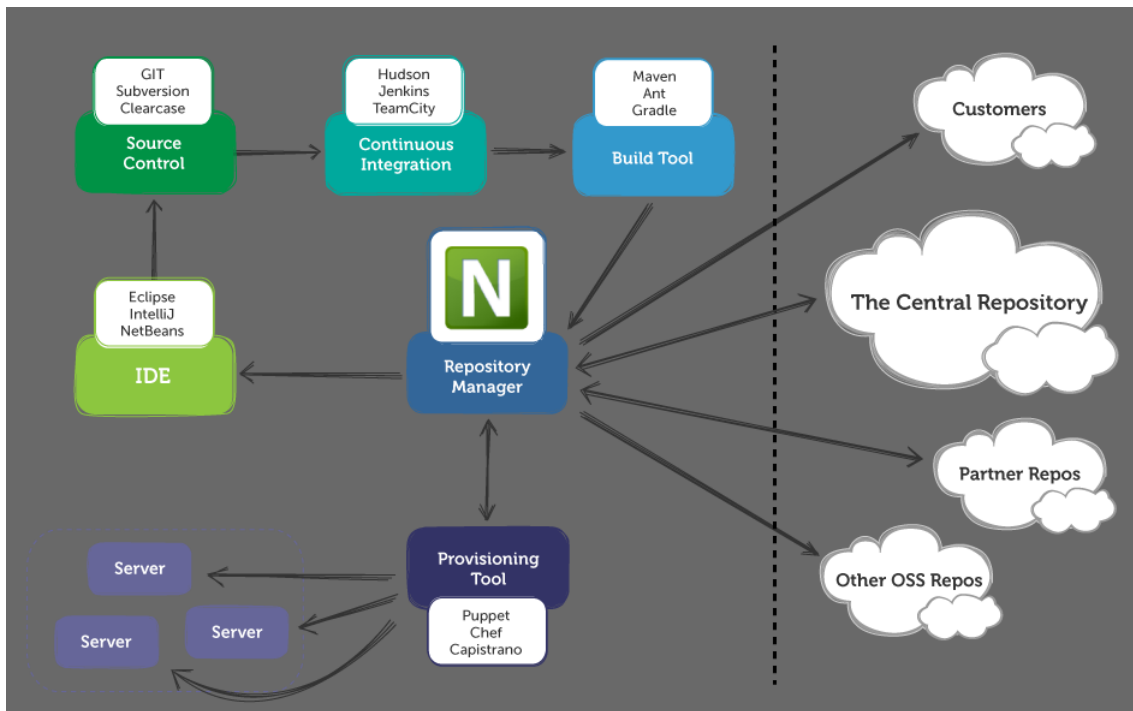 GIT
Subversion
Clearcase
Source
Control
Hudson
Jenkins
TeamCity
Continuous
Integration
Maven
Ant
Gradle
Build Tool
Customers
Eclipse
IntelliJ
NetBeans
IDE
N
Repository
Manager
The Central Repository
Partner Repos
Other OSS Repos
Provisioning
Tool
Puppet
Chef
Capistrano
Server
Server
Server